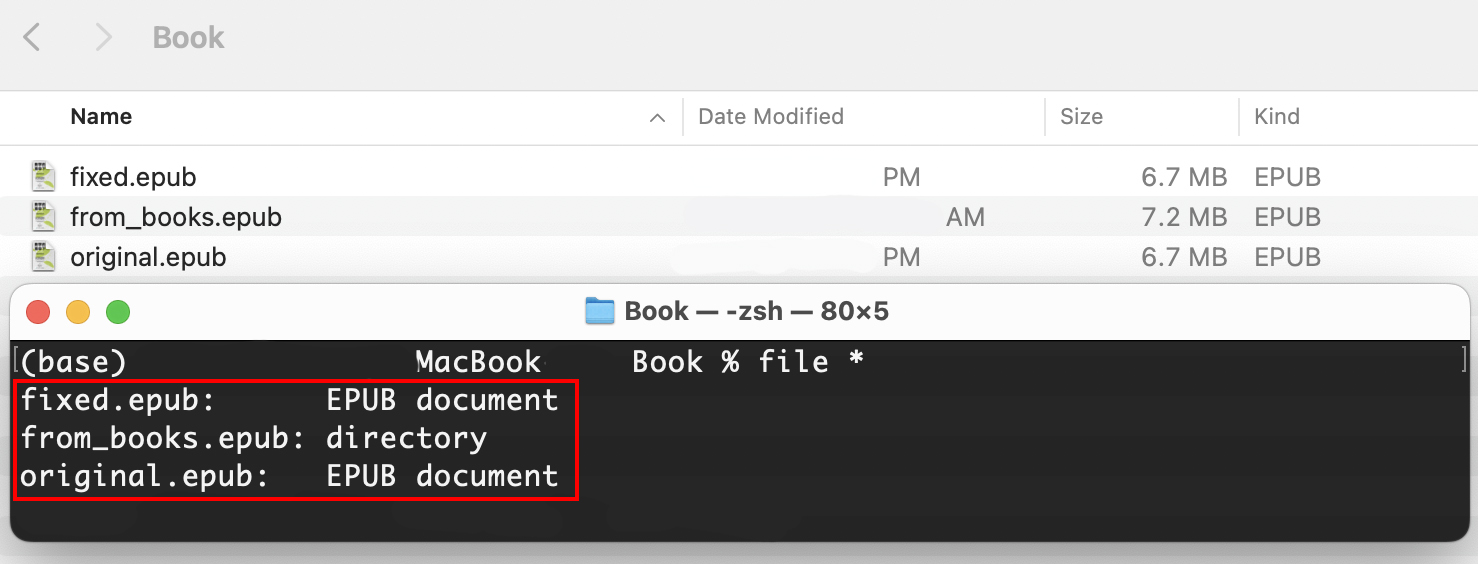 Book
Name Date Modified Size Kind
fixed.epub PM 6.7 MB EPUB
from_books.epub AM 7.2 MB EPUB
original.epub PM 6.7 MB EPUB
Book — -zsh — 80×5
[(base) MacBook Book % file * ]
fixed.epub: EPUB document
from_books.epub: directory
original.epub: EPUB document